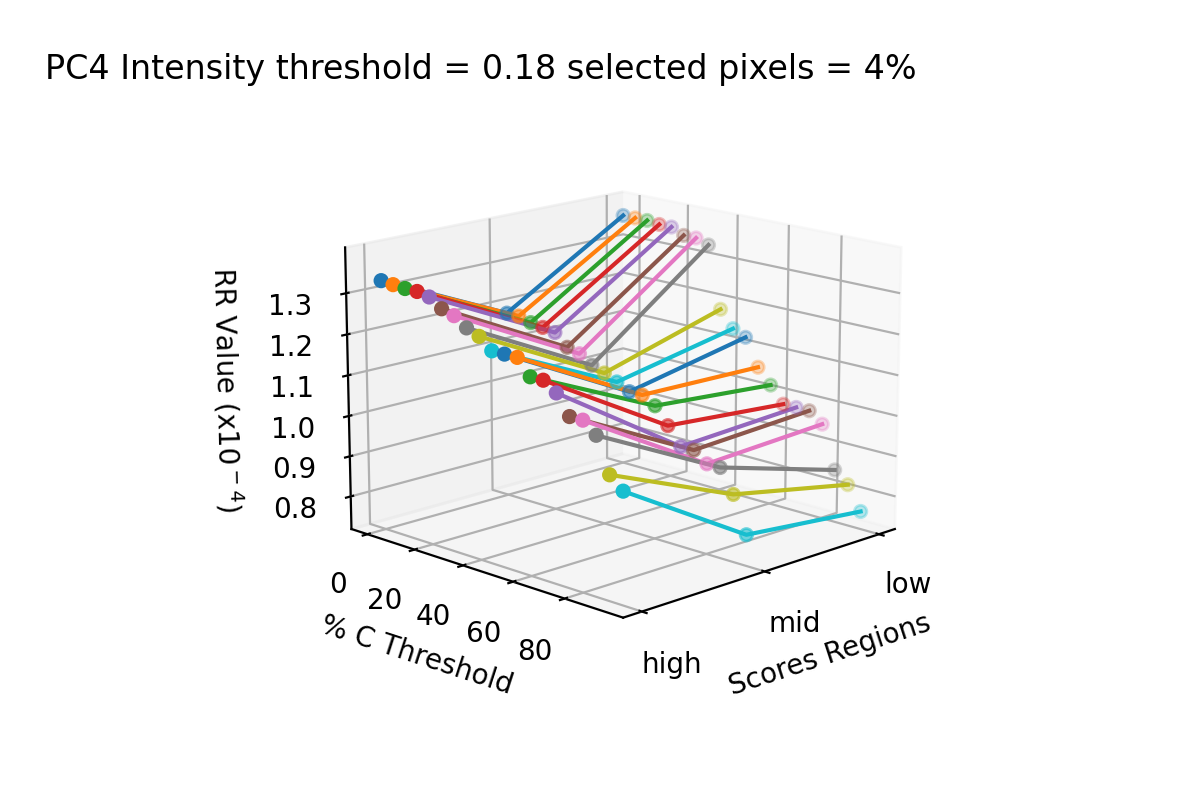 PC4 Intensity threshold = 0.18 selected pixels = 4%
RR Value (x10⁻⁴)
1.3
1.2
1.1
1.0
0.9
0.8
0
20
40
60
80
% C Threshold
high
mid
low
Scores Regions